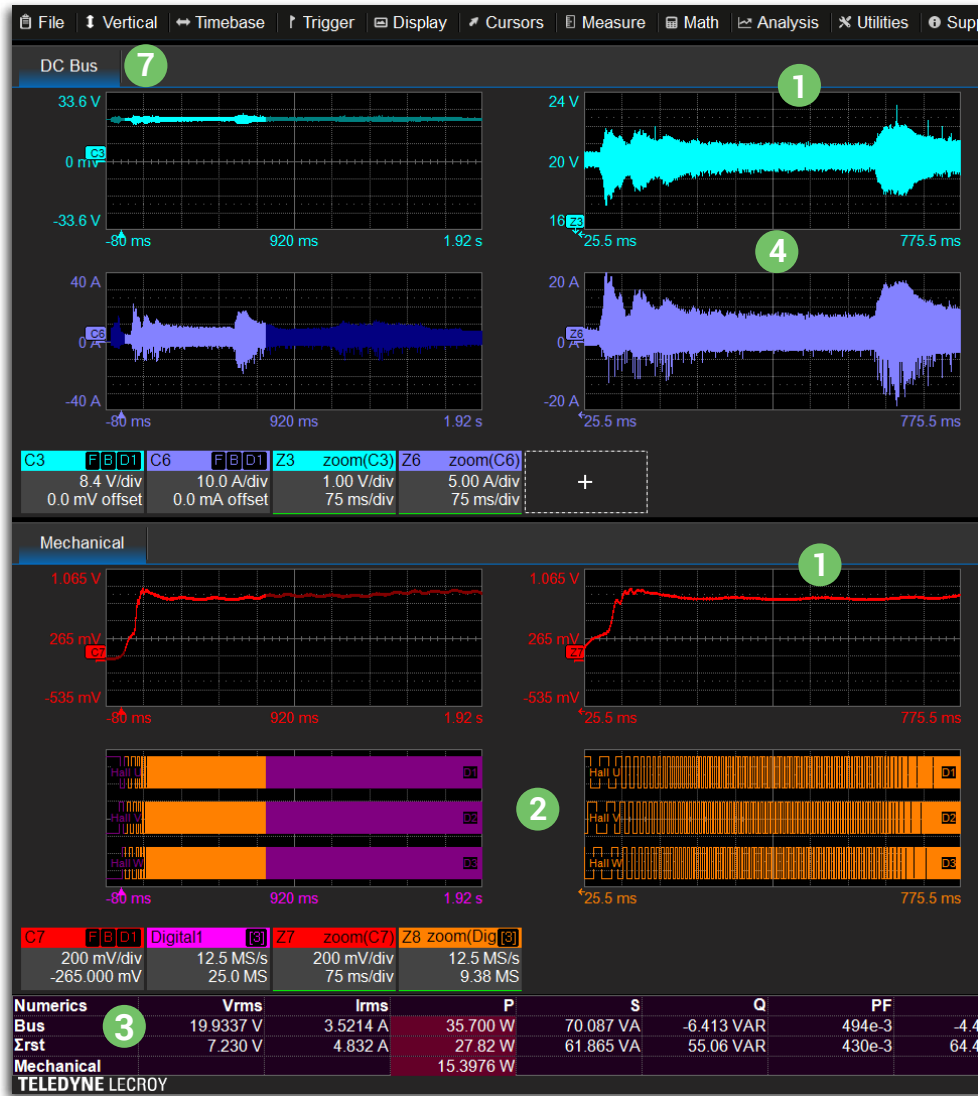 File Vertical Timebase Trigger Display Cursors Measure Math Analysis Utilities Supp
DC Bus 7
1
33.6 V
C3
0 mV
-33.6 V
-80 ms 920 ms 1.92 s
24 V
20 V
16 Z3
25.5 ms 775.5 ms
4
40 A
C6
0 A
-40 A
-80 ms 920 ms 1.92 s
20 A
Z6
0 A
-20 A
25.5 ms 775.5 ms
C3 F B D1 C6 F B D1 Z3 zoom(C3) Z6 zoom(C6)
8.4 V/div 10.0 A/div 1.00 V/div 5.00 A/div +
0.0 mV offset 0.0 mA offset 75 ms/div 75 ms/div
Mechanical
1
1.065 V
265 mV
C7
-535 mV
-80 ms 920 ms 1.92 s
1.065 V
265 mV
Z7
-535 mV
25.5 ms 775.5 ms
Hall U D1
Hall V D2
Hall W D3
-80 ms 920 ms 1.92 s
2
Hall U D1
Hall V D2
Hall W D3
25.5 ms 775.5 ms
C7 F B D1 Digital1 [3] Z7 zoom(C7) Z8 zoom(Dig [3]
200 mV/div 12.5 MS/s 200 mV/div 12.5 MS/s
-265.000 mV 25.0 MS 75 ms/div 9.38 MS
Numerics Vrms Irms P S Q PF
Bus 3 19.9337 V 3.5214 A 35.700 W 70.087 VA -6.413 VAR 494e-3 -4.4
Σrst 7.230 V 4.832 A 27.82 W 61.865 VA 55.06 VAR 430e-3 64.4
Mechanical 15.3976 W
TELEDYNE LECROY